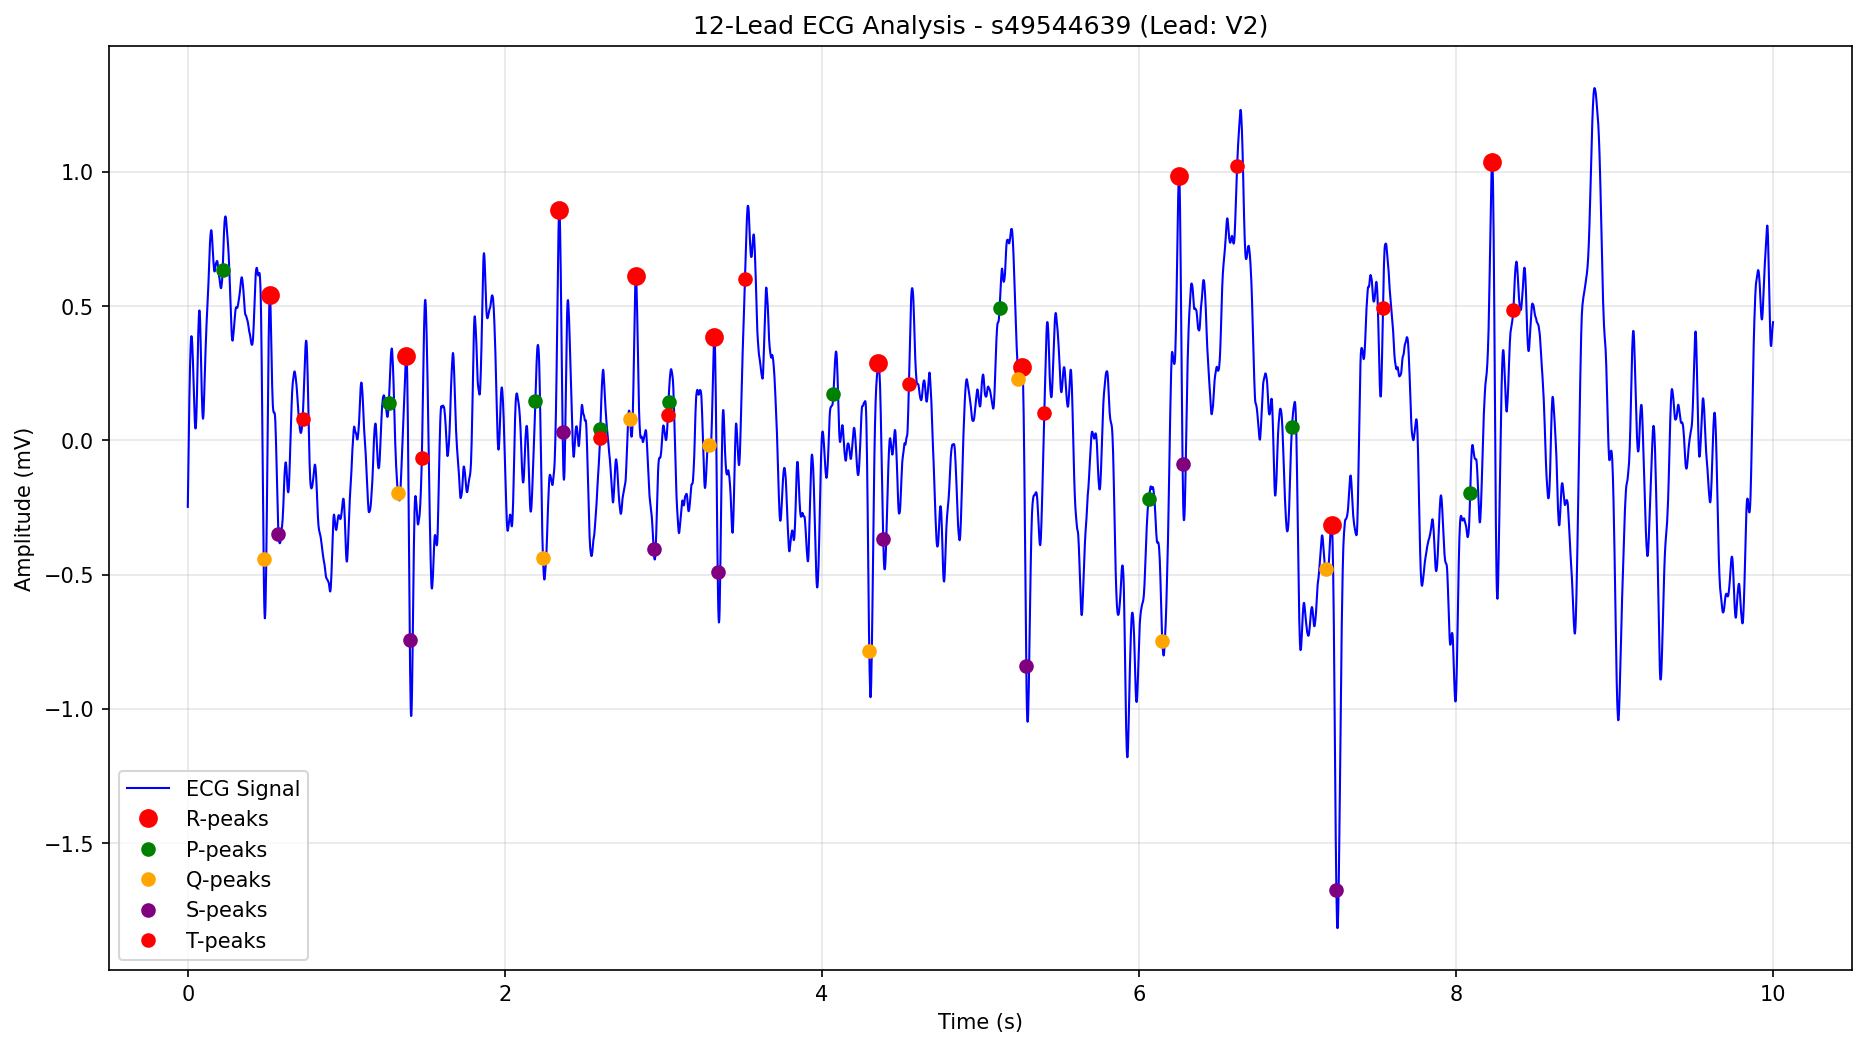 12-Lead ECG Analysis - s49544639 (Lead: V2)
Amplitude (mV)
1.0
0.5
0.0
−0.5
−1.0
−1.5
ECG Signal
R-peaks
P-peaks
Q-peaks
S-peaks
T-peaks
0 2 4 6 8 10
Time (s)